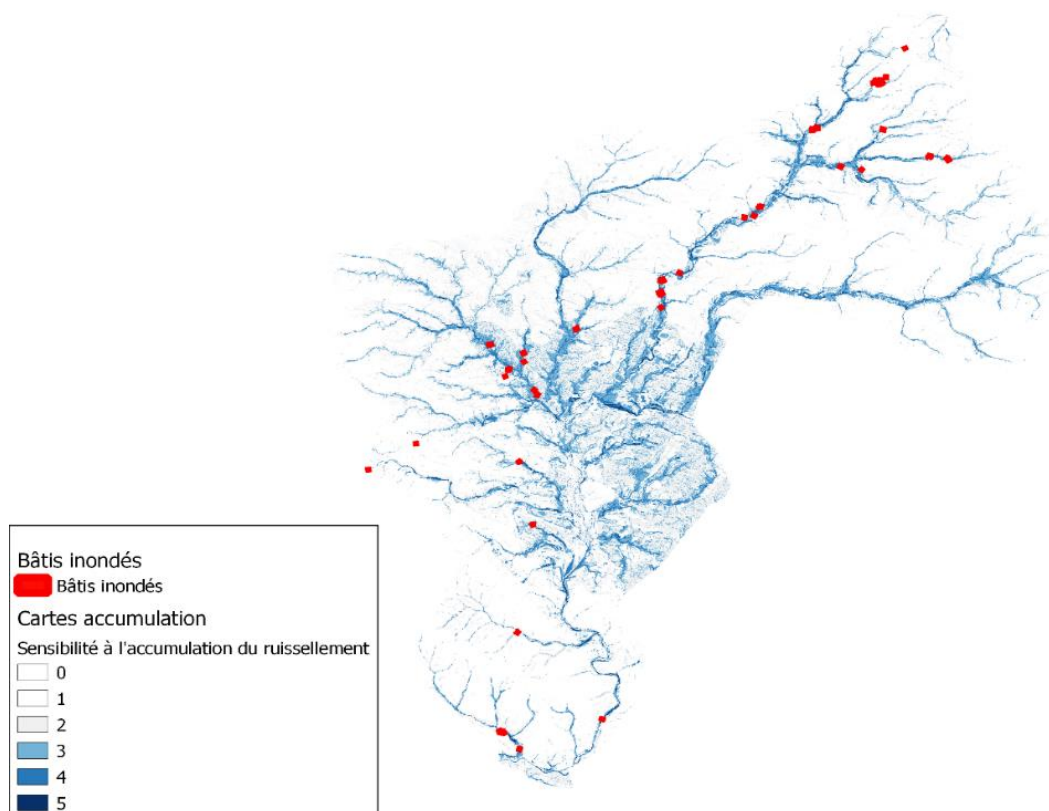 Bâtis inondés
Bâtis inondés
Cartes accumulation
Sensibilité à l'accumulation du ruissellement
0
1
2
3
4
5